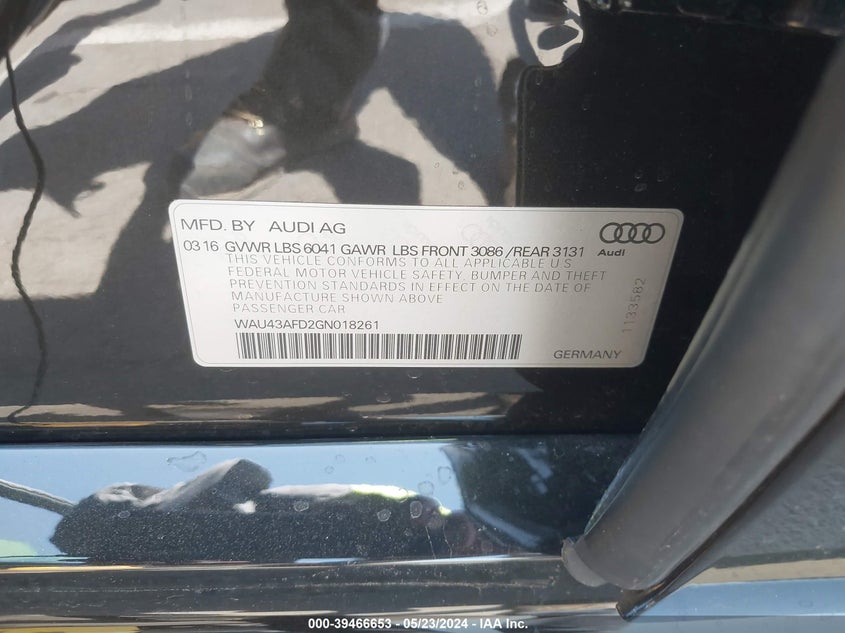 MFD. BY AUDI AG
03 16 GVWR LBS 6041 GAWR LBS FRONT 3086 /REAR 3131
Audi
THIS VEHICLE CONFORMS TO ALL APPLICABLE U.S
FEDERAL MOTOR VEHICLE SAFETY, BUMPER AND THEFT
PREVENTION STANDARDS IN EFFECT ON THE DATE OF
MANUFACTURE SHOWN ABOVE
PASSENGER CAR
WAU43AFD2GN018261
1133582
GERMANY
000-39466653 - 05/23/2024 - IAA, Inc.